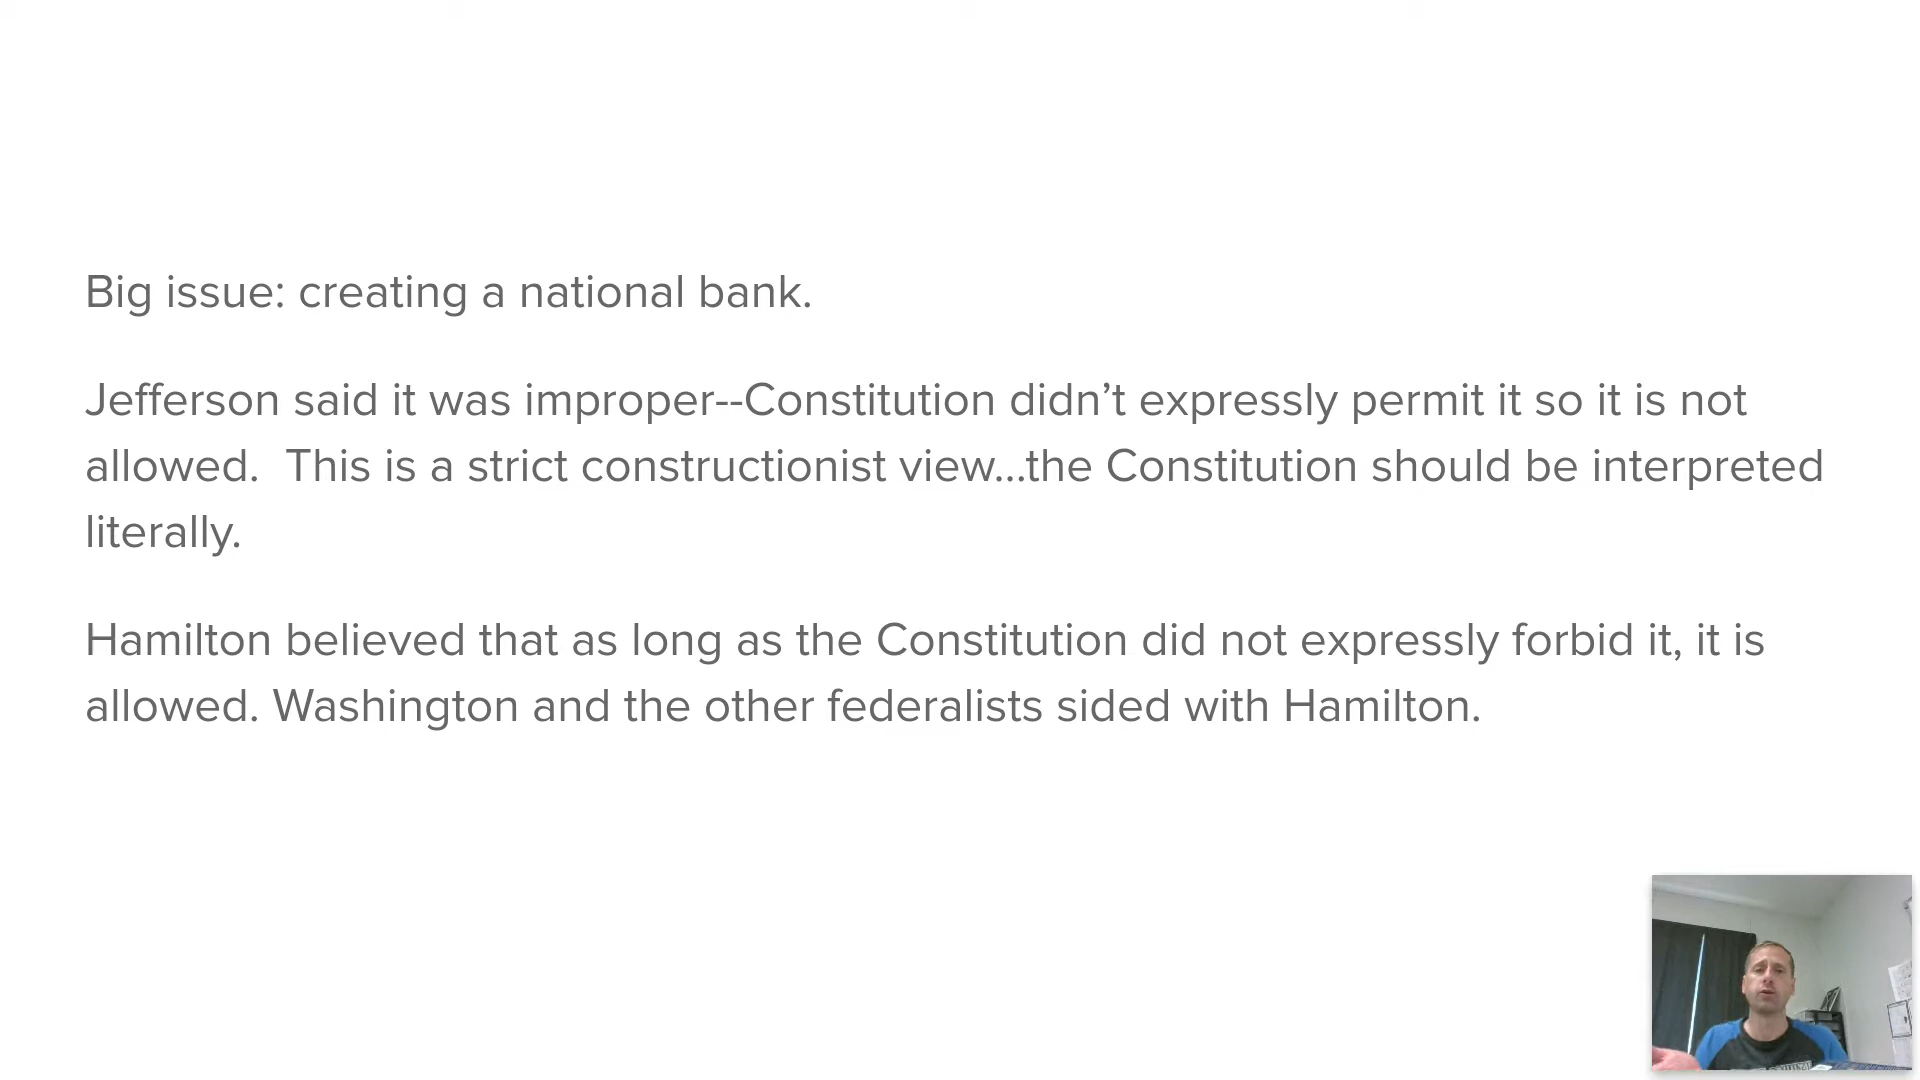 Big issue: creating a national bank.
Jefferson said it was improper--Constitution didn’t expressly permit it so it is not
allowed.  This is a strict constructionist view...the Constitution should be interpreted
literally.
Hamilton believed that as long as the Constitution did not expressly forbid it, it is
allowed. Washington and the other federalists sided with Hamilton.